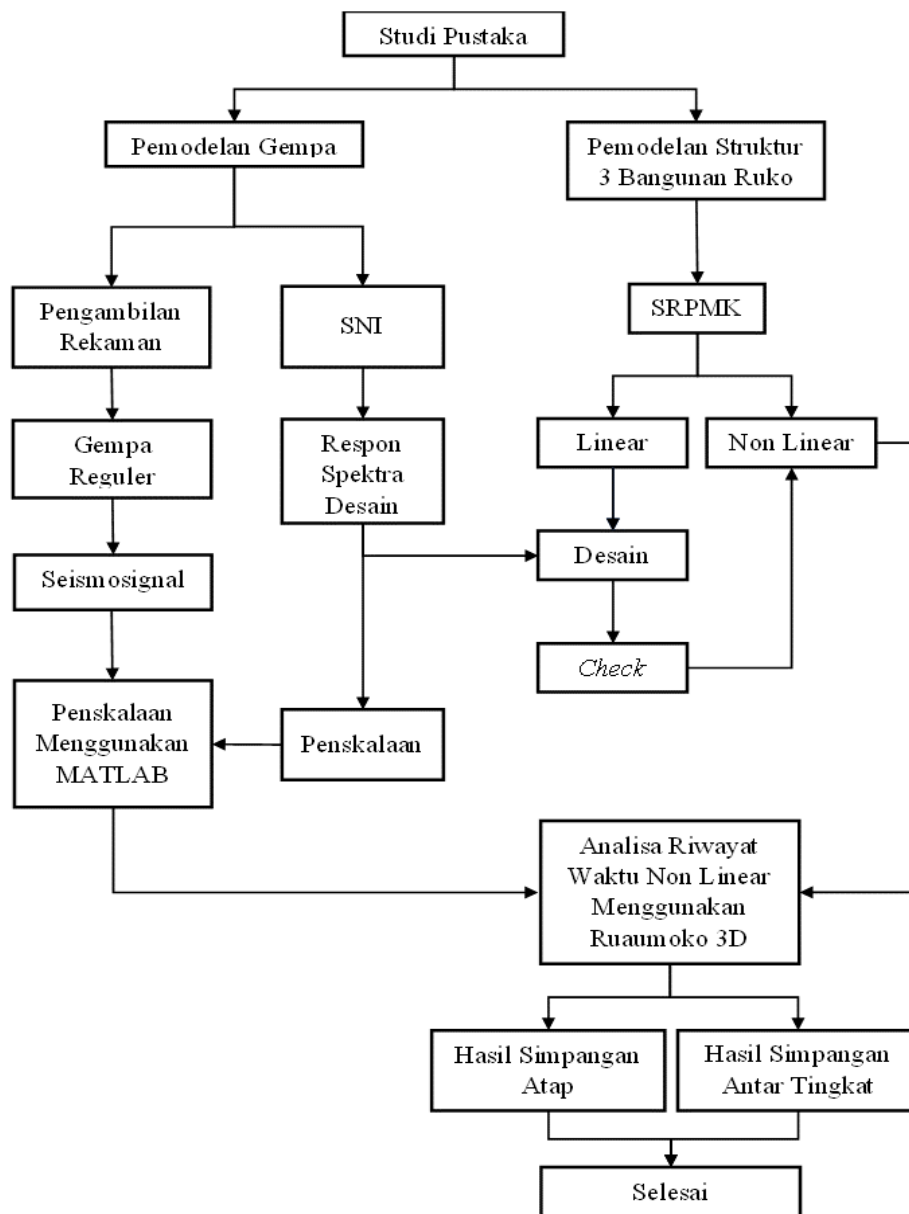 Studi Pustaka
Pemodelan Gempa
Pemodelan Struktur
3 Bangunan Ruko
Pengambilan
Rekaman
SNI
SRPMK
Gempa
Reguler
Respon
Spektra
Desain
Linear
Non Linear
Seismosignal
Desain
Check
Penskalaan
Menggunakan
MATLAB
Penskalaan
Analisa Riwayat
Waktu Non Linear
Menggunakan
Ruaumoko 3D
Hasil Simpangan
Atap
Hasil Simpangan
Antar Tingkat
Selesai